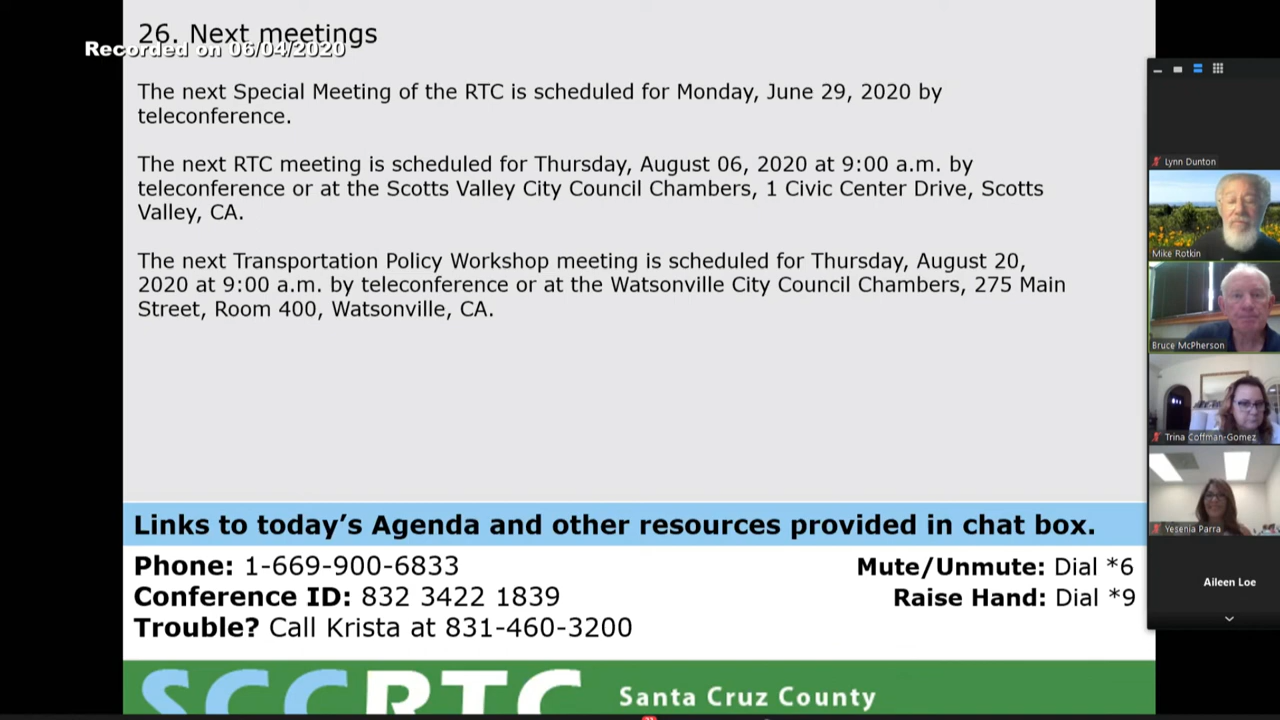 26. Next meetings
Recorded on 06/04/2020
The next Special Meeting of the RTC is scheduled for Monday, June 29, 2020 by
teleconference.
The next RTC meeting is scheduled for Thursday, August 06, 2020 at 9:00 a.m. by
teleconference or at the Scotts Valley City Council Chambers, 1 Civic Center Drive, Scotts
Valley, CA.
The next Transportation Policy Workshop meeting is scheduled for Thursday, August 20,
2020 at 9:00 a.m. by teleconference or at the Watsonville City Council Chambers, 275 Main
Street, Room 400, Watsonville, CA.
Links to today’s Agenda and other resources provided in chat box.
Phone: 1-669-900-6833
Conference ID: 832 3422 1839
Trouble? Call Krista at 831-460-3200
Mute/Unmute: Dial *6
Raise Hand: Dial *9
SCCRTC
Santa Cruz County
Lynn Dunton
Mike Rotkin
Bruce McPherson
Trina Coffman-Gomez
Yesenia Parra
Aileen Loe